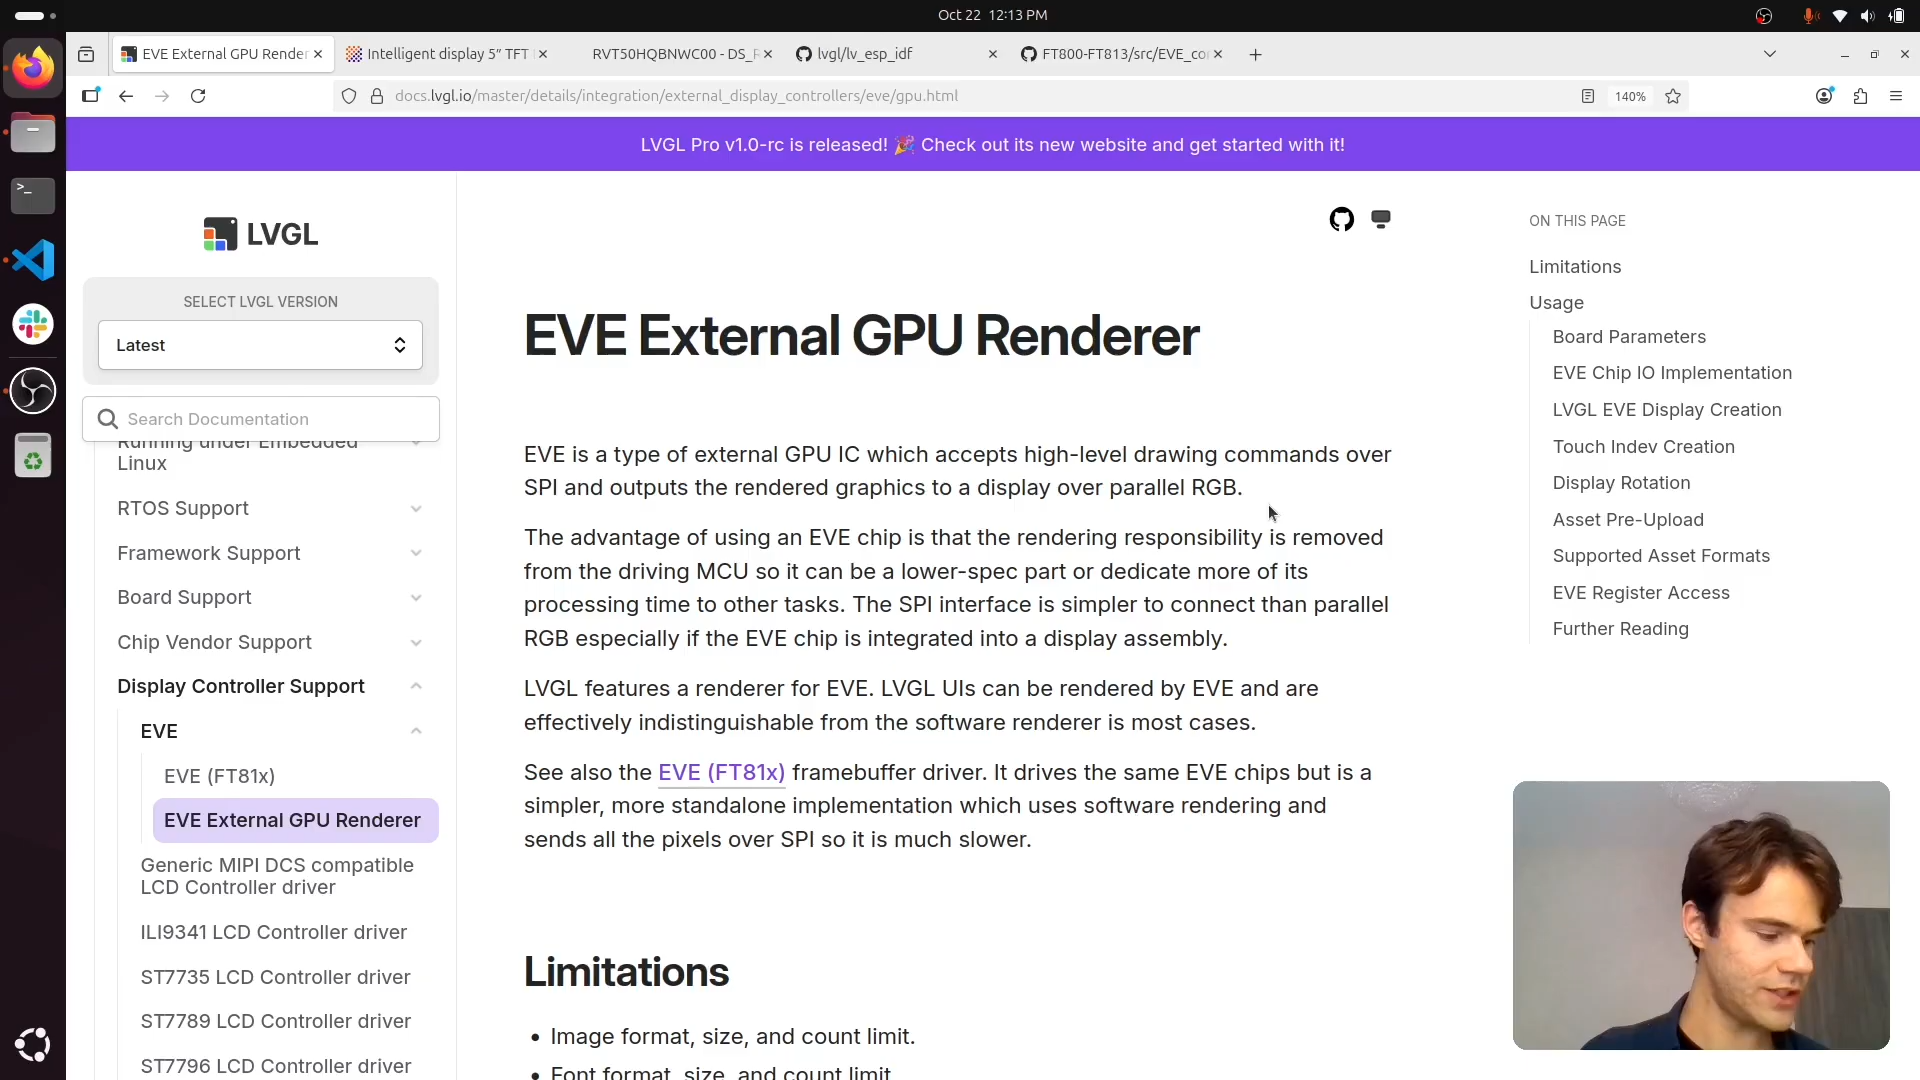 Oct 22 12:13 PM
EVE External GPU Render
Intelligent display 5" TFT
RVT50HQBNWC00 - DS_R
lvgl/lv_esp_idf
FT800-FT813/src/EVE_co
docs.lvgl.io/master/details/integration/external_display_controllers/eve/gpu.html
140%
LVGL Pro v1.0-rc is released! 🎉 Check out its new website and get started with it!
LVGL
SELECT LVGL VERSION
Latest
Search Documentation
Running under Embedded
Linux
RTOS Support
Framework Support
Board Support
Chip Vendor Support
Display Controller Support
EVE
EVE (FT81x)
EVE External GPU Renderer
Generic MIPI DCS compatible
LCD Controller driver
ILI9341 LCD Controller driver
ST7735 LCD Controller driver
ST7789 LCD Controller driver
ST7796 LCD Controller driver
EVE External GPU Renderer
EVE is a type of external GPU IC which accepts high-level drawing commands over
SPI and outputs the rendered graphics to a display over parallel RGB.
The advantage of using an EVE chip is that the rendering responsibility is removed
from the driving MCU so it can be a lower-spec part or dedicate more of its
processing time to other tasks. The SPI interface is simpler to connect than parallel
RGB especially if the EVE chip is integrated into a display assembly.
LVGL features a renderer for EVE. LVGL UIs can be rendered by EVE and are
effectively indistinguishable from the software renderer is most cases.
See also the EVE (FT81x) framebuffer driver. It drives the same EVE chips but is a
simpler, more standalone implementation which uses software rendering and
sends all the pixels over SPI so it is much slower.
Limitations
• Image format, size, and count limit.
• Font format, size, and count limit.
ON THIS PAGE
Limitations
Usage
Board Parameters
EVE Chip IO Implementation
LVGL EVE Display Creation
Touch Indev Creation
Display Rotation
Asset Pre-Upload
Supported Asset Formats
EVE Register Access
Further Reading